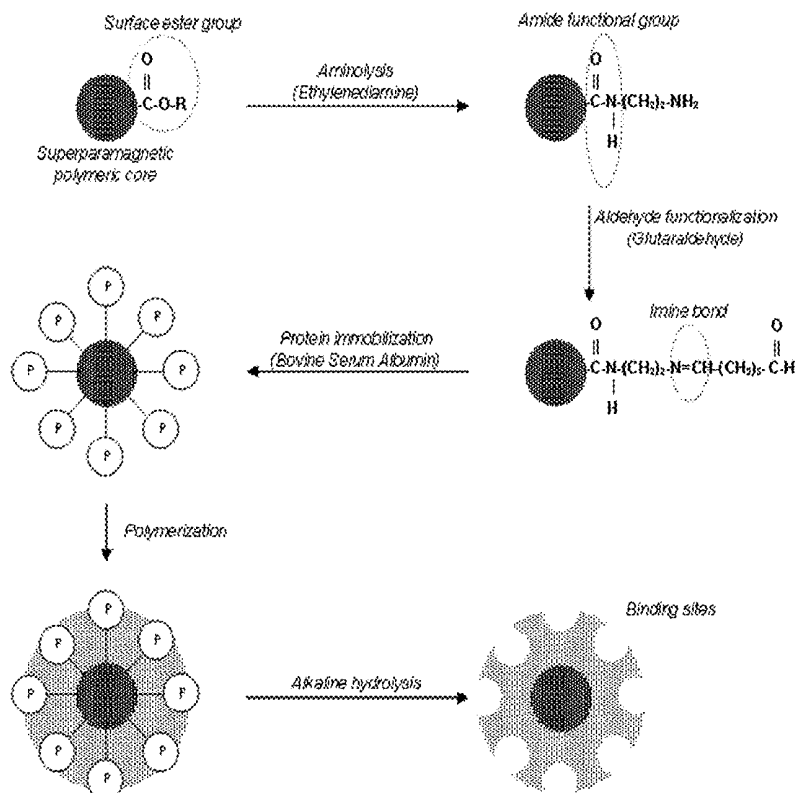 Surface ester group
O
||
C-O-R
Superparamagnetic
polymeric core
Aminolysis
(Ethylenediamine)
Amide functional group
O
||
C-N-(CH₂)₂-NH₂
|
H
Aldehyde functionalization
(Glutaraldehyde)
Imine bond
O
||
C-N-(CH₂)₂-N=CH-(CH₂)₃-C-H
|
H
O
||
Protein immobilization
(Bovine Serum Albumin)
P
P
P
P
P
P
P
P
Polymerization
P
P
P
P
P
P
P
P
Alkaline hydrolysis
Binding sites